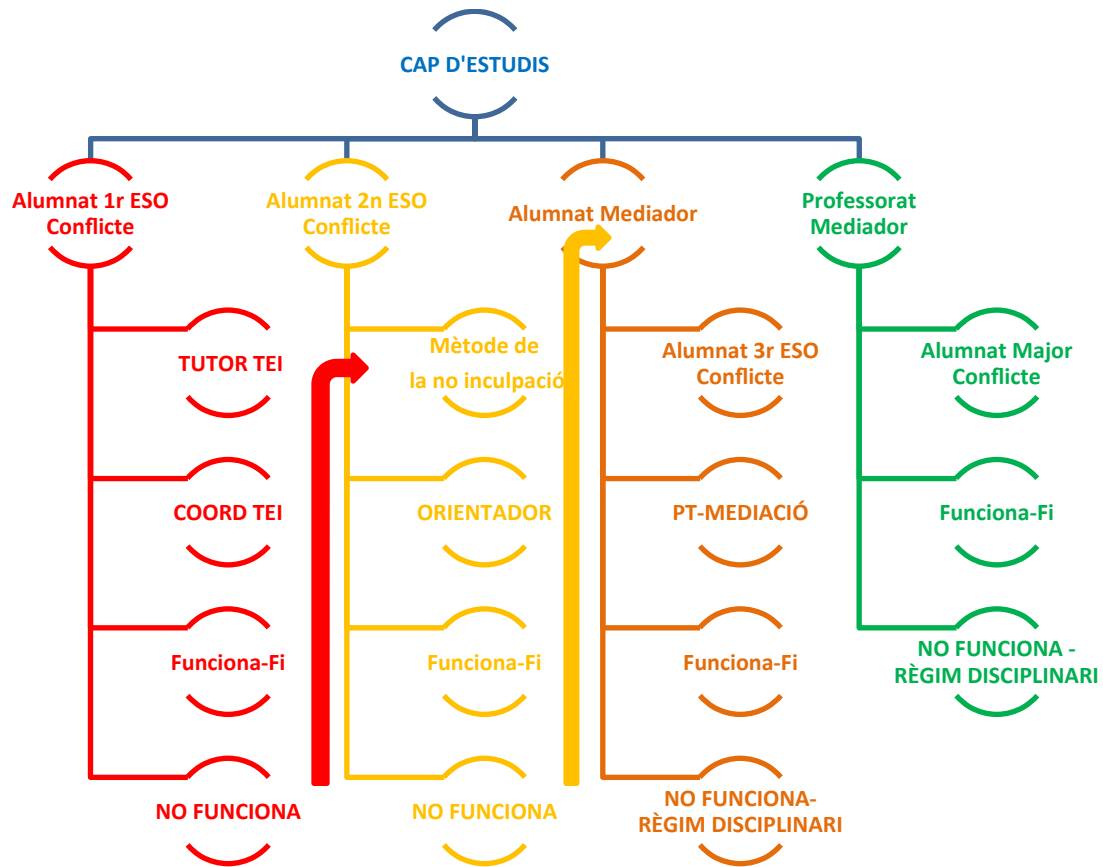 CAP D'ESTUDIS
Alumnat 1r ESO
Conflicte
TUTOR TEI
COORD TEI
Funciona-Fi
NO FUNCIONA
Alumnat 2n ESO
Conflicte
Mètode de
la no inculpació
ORIENTADOR
Funciona-Fi
NO FUNCIONA
Alumnat Mediador
Alumnat 3r ESO
Conflicte
PT-MEDIACIÓ
Funciona-Fi
NO FUNCIONA-
RÈGIM DISCIPLINARI
Professorat
Mediador
Alumnat Major
Conflicte
Funciona-Fi
NO FUNCIONA -
RÈGIM DISCIPLINARI